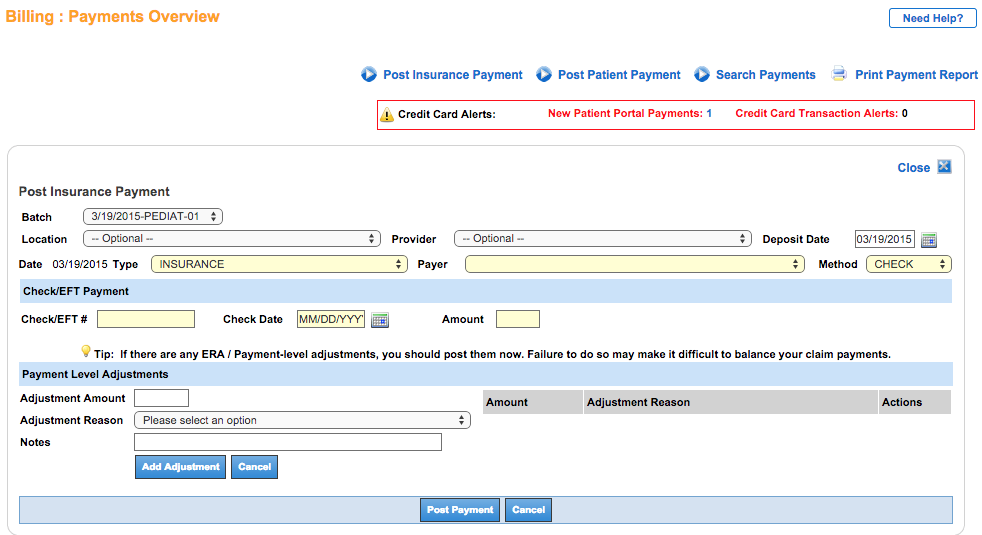 Billing : Payments Overview
Need Help?
Post Insurance Payment Post Patient Payment Search Payments Print Payment Report
Credit Card Alerts: New Patient Portal Payments: 1 Credit Card Transaction Alerts: 0
Close
Post Insurance Payment
Batch 3/19/2015-PEDIAT-01
Location -- Optional -- Provider -- Optional -- Deposit Date 03/19/2015
Date 03/19/2015 Type INSURANCE Payer Method CHECK
Check/EFT Payment
Check/EFT # Check Date MM/DD/YYY Amount
Tip: If there are any ERA / Payment-level adjustments, you should post them now. Failure to do so may make it difficult to balance your claim payments.
Payment Level Adjustments
Adjustment Amount
Amount Adjustment Reason Actions
Adjustment Reason Please select an option
Notes
Add Adjustment Cancel
Post Payment Cancel